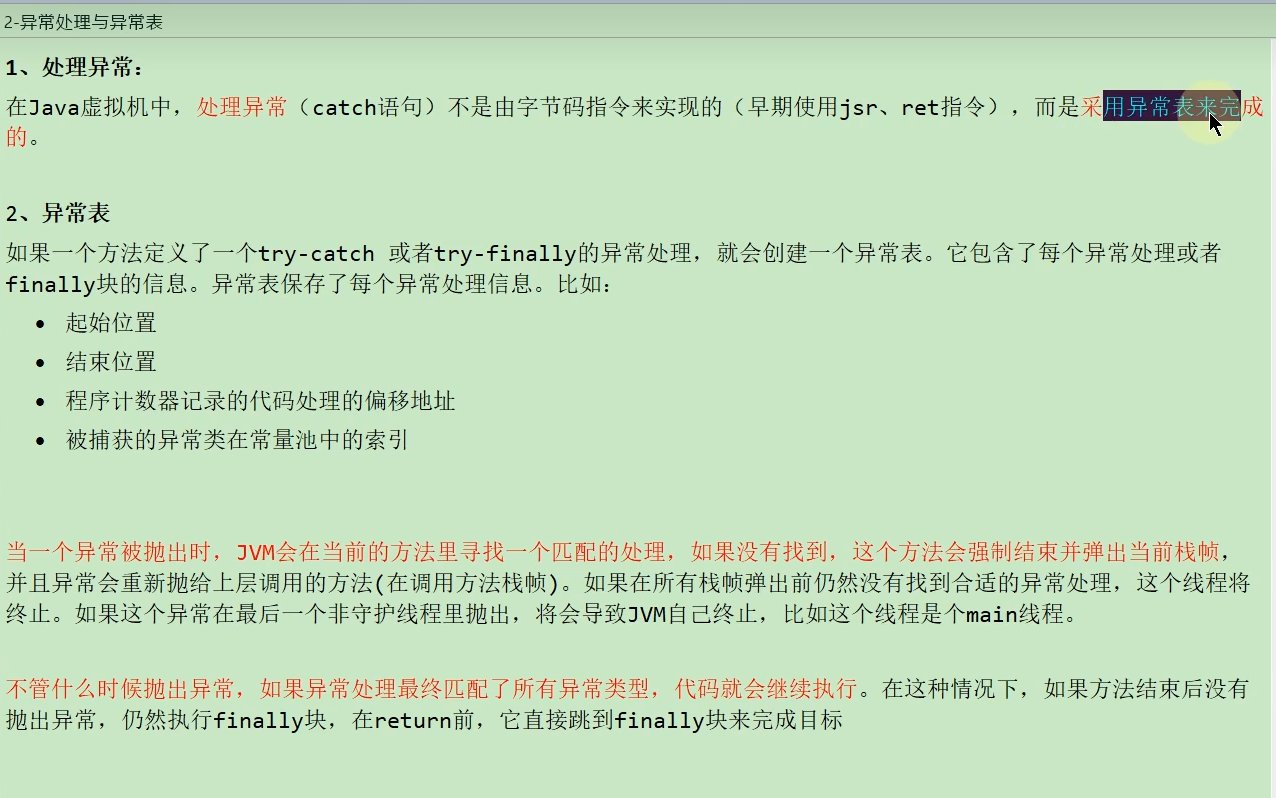 2-异常处理与异常表
1、处理异常：
在Java虚拟机中，处理异常（catch语句）不是由字节码指令来实现的（早期使用jsr、ret指令），而是采用异常表来完成
的。
2、异常表
如果一个方法定义了一个try-catch 或者try-finally的异常处理，就会创建一个异常表。它包含了每个异常处理或者
finally块的信息。异常表保存了每个异常处理信息。比如：
• 起始位置
• 结束位置
• 程序计数器记录的代码处理的偏移地址
• 被捕获的异常类在常量池中的索引
当一个异常被抛出时，JVM会在当前的方法里寻找一个匹配的处理，如果没有找到，这个方法会强制结束并弹出当前栈帧，
并且异常会重新抛给上层调用的方法(在调用方法栈帧)。如果在所有栈帧弹出前仍然没有找到合适的异常处理，这个线程将
终止。如果这个异常在最后一个非守护线程里抛出，将会导致JVM自己终止，比如这个线程是个main线程。
不管什么时候抛出异常，如果异常处理最终匹配了所有异常类型，代码就会继续执行。在这种情况下，如果方法结束后没有
抛出异常，仍然执行finally块，在return前，它直接跳到finally块来完成目标